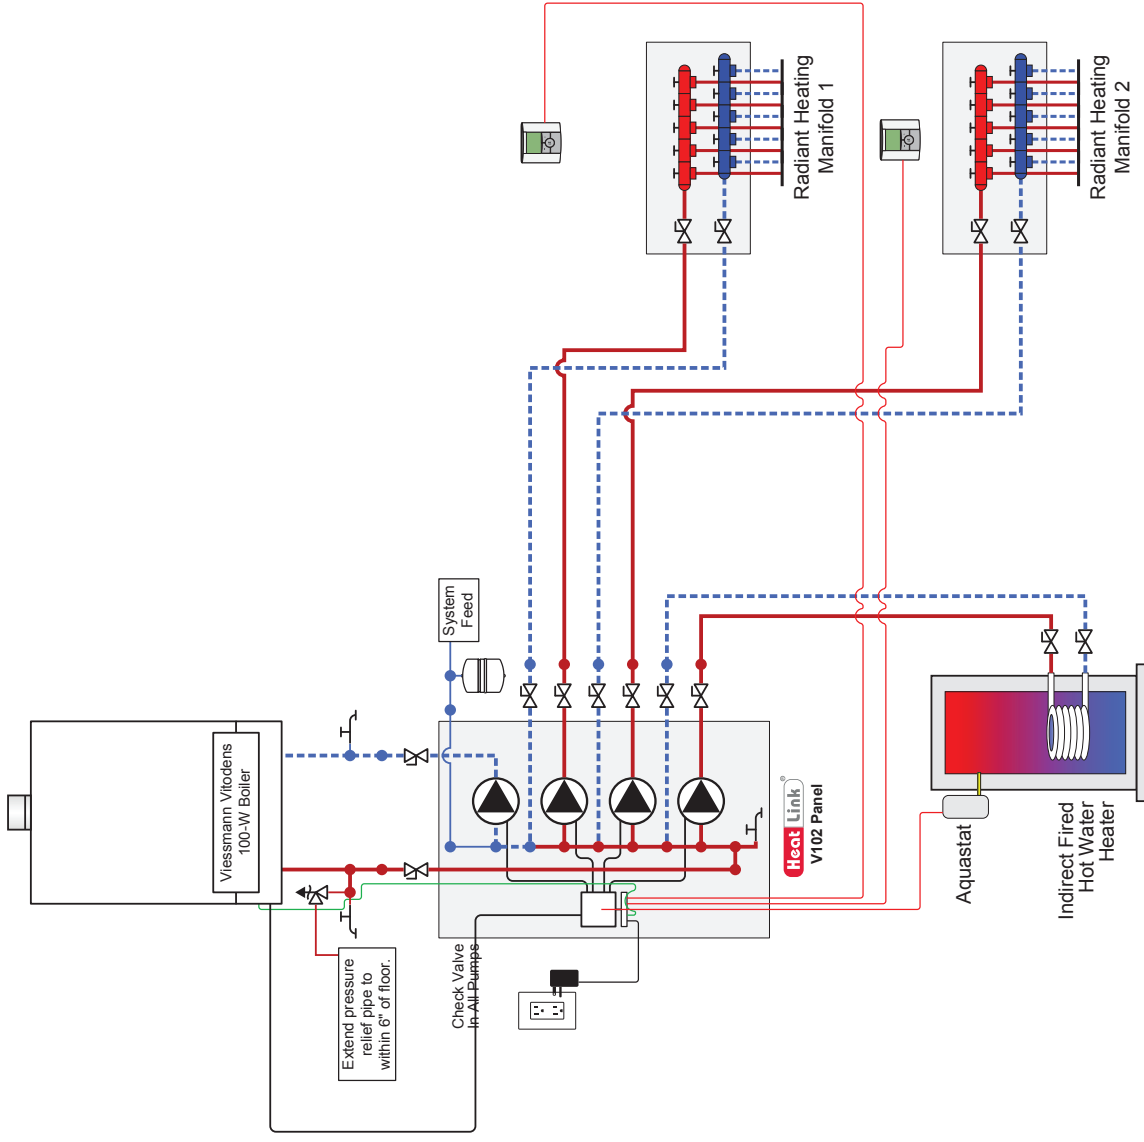 Viessmann Vitodens
100-W Boiler
Extend pressure
relief pipe to
within 6" of floor.
System
Feed
Check Valve
In All Pumps
Heat Link®
V102 Panel
Radiant Heating
Manifold 1
Radiant Heating
Manifold 2
Aquastat
Indirect Fired
Hot Water
Heater